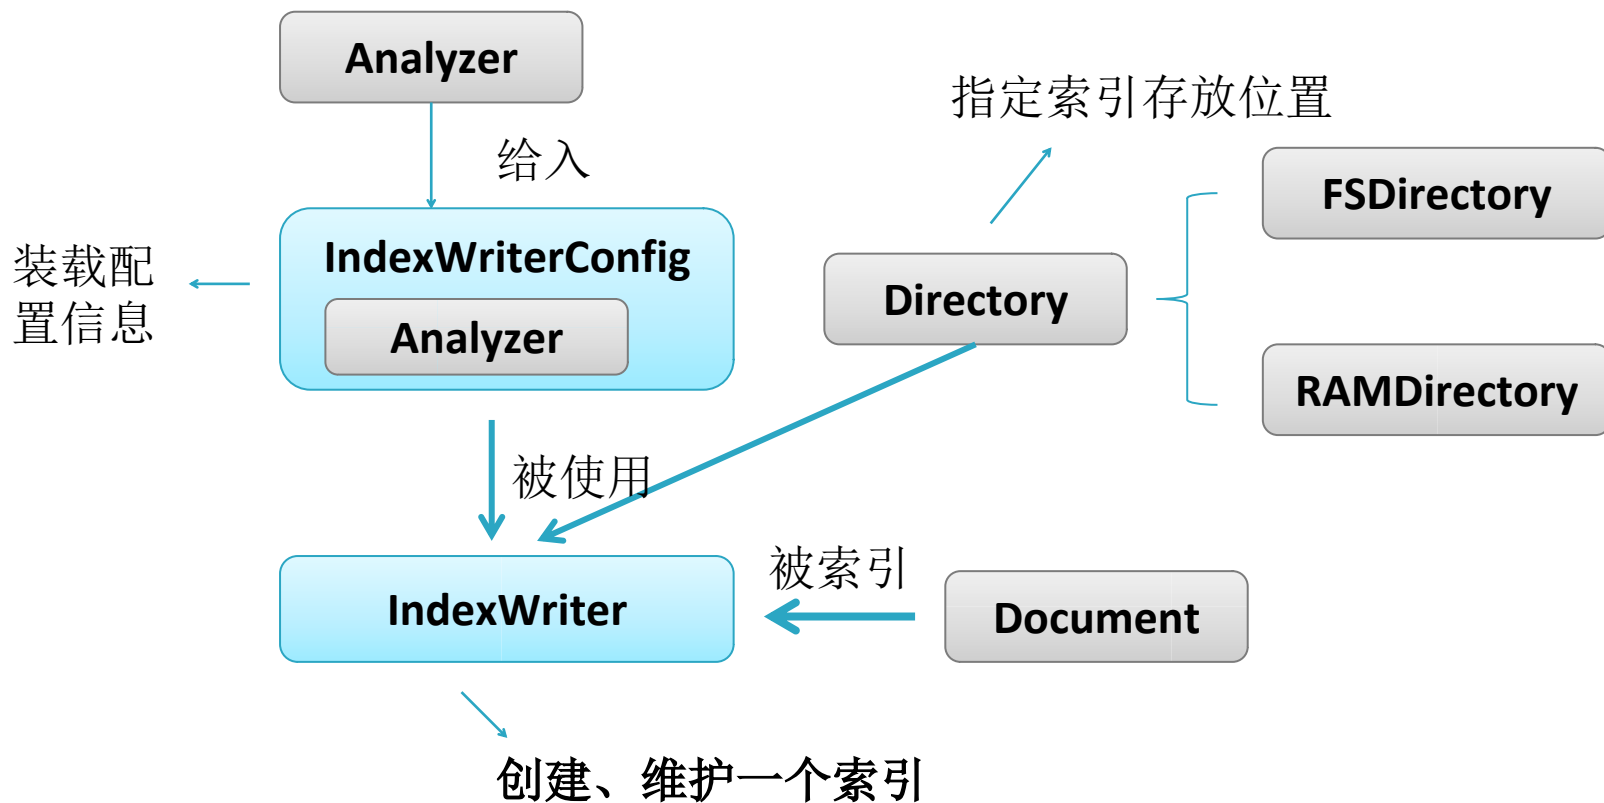 Analyzer
指定索引存放位置
给入
FSDirectory
装载配
置信息
IndexWriterConfig
Analyzer
Directory
RAMDirectory
被使用
被索引
IndexWriter
Document
创建、维护一个索引